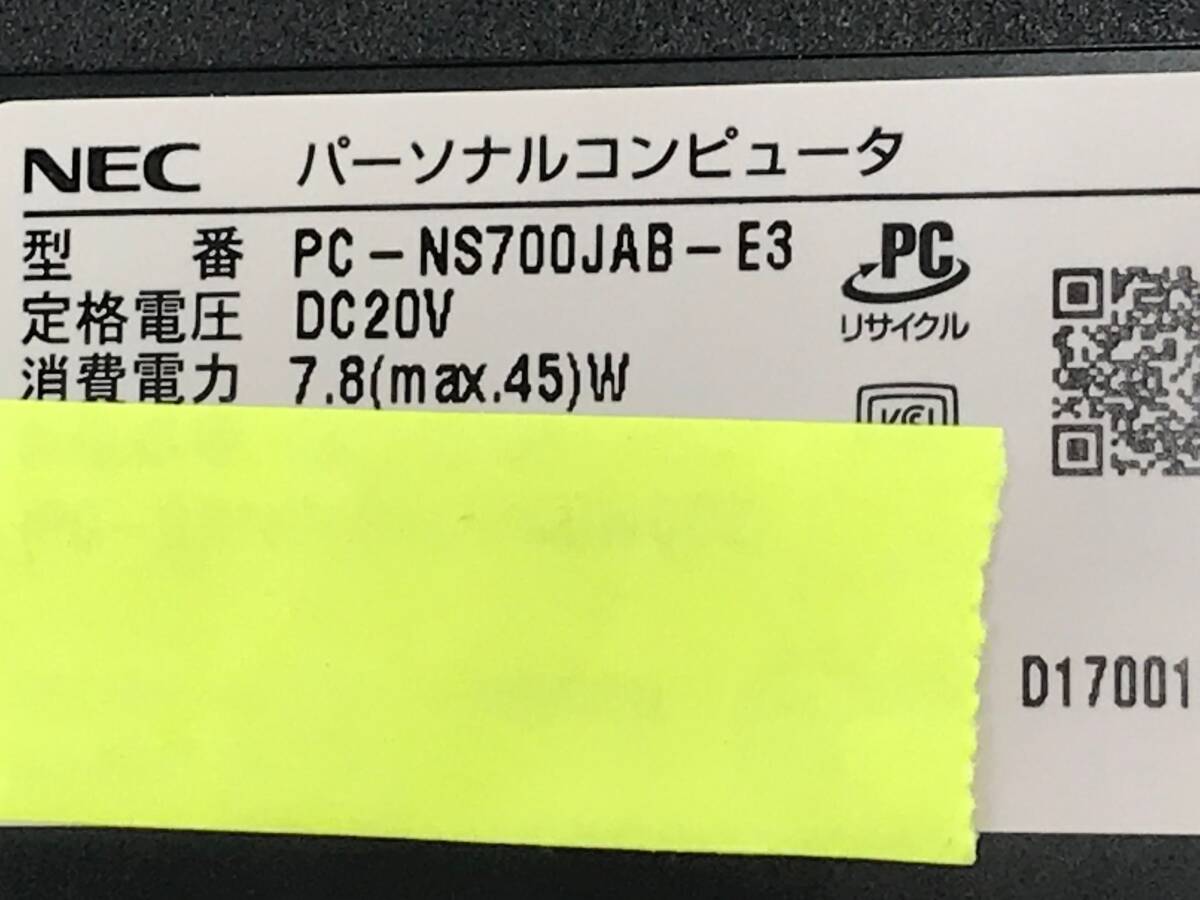 NEC パーソナルコンピュータ
型 番 PC-NS700JAB-E3
定格電圧 DC20V
消費電力 7.8(max.45)W
PC
リサイクル
D17001